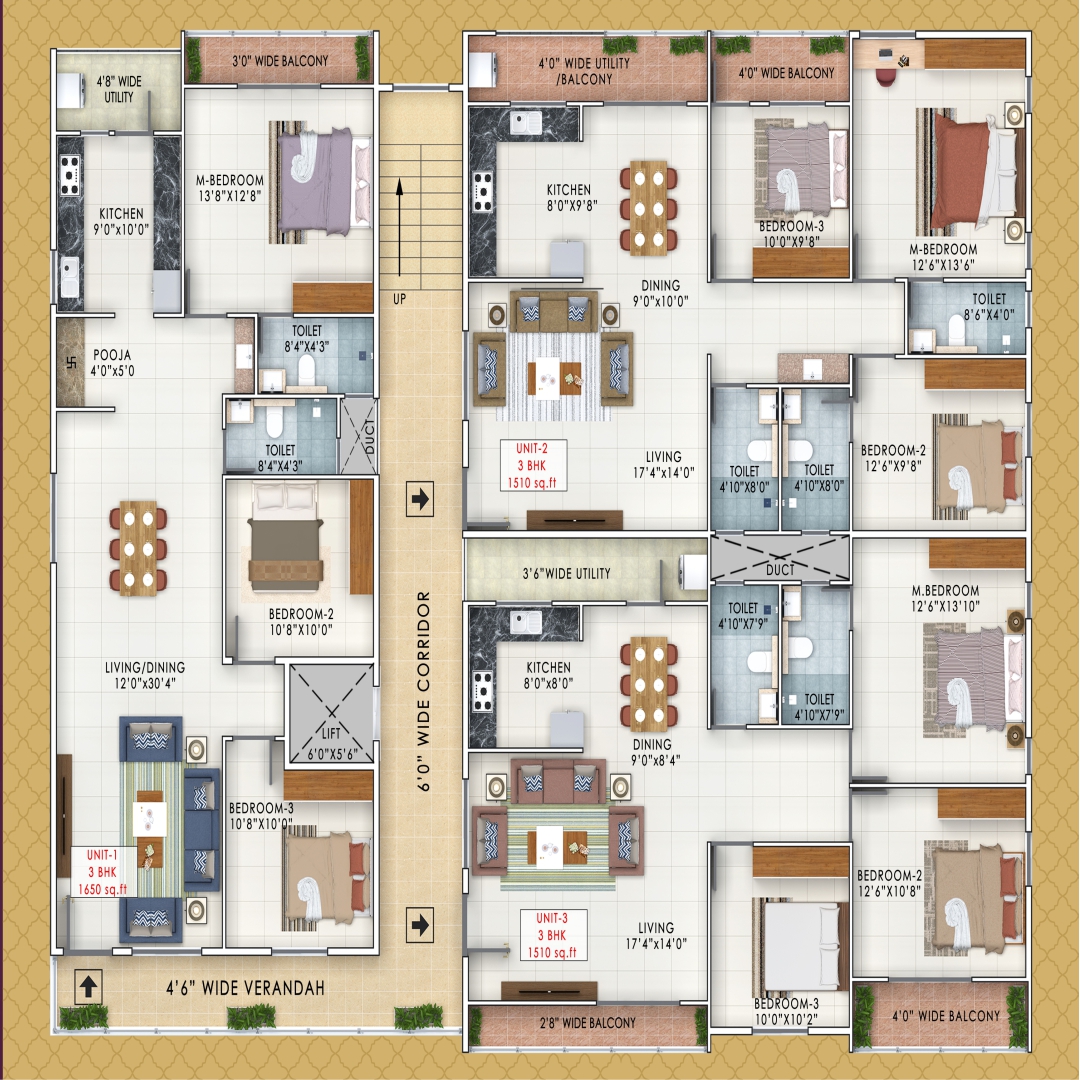 4'8" WIDE
UTILITY
3'0" WIDE BALCONY
KITCHEN
9'0"x10'0"
M-BEDROOM
13'8"X12'8"
UP
POOJA
4'0"x5'0
TOILET
8'4"X4'3"
TOILET
8'4"X4'3"
DUCT
BEDROOM-2
10'8"X10'0"
LIVING/DINING
12'0"x30'4"
LIFT
6'0"X5'6"
BEDROOM-3
10'8"X10'0"
UNIT-1
3 BHK
1650 sq.ft
4'6" WIDE VERANDAH
6'0" WIDE CORRIDOR
4'0" WIDE UTILITY
/BALCONY
4'0" WIDE BALCONY
KITCHEN
8'0"X9'8"
BEDROOM-3
10'0"X9'8"
M-BEDROOM
12'6"X13'6"
DINING
9'0"x10'0"
TOILET
8'6"X4'0"
UNIT-2
3 BHK
1510 sq.ft
LIVING
17'4"x14'0"
TOILET
4'10"X8'0"
TOILET
4'10"X8'0"
BEDROOM-2
12'6"X9'8"
3'6"WIDE UTILITY
DUCT
KITCHEN
8'0"x8'0"
TOILET
4'10"X7'9"
TOILET
4'10"X7'9"
M.BEDROOM
12'6"X13'10"
DINING
9'0"x8'4"
UNIT-3
3 BHK
1510 sq.ft
LIVING
17'4"x14'0"
BEDROOM-2
12'6"X10'8"
BEDROOM-3
10'0"X10'2"
2'8" WIDE BALCONY
4'0" WIDE BALCONY